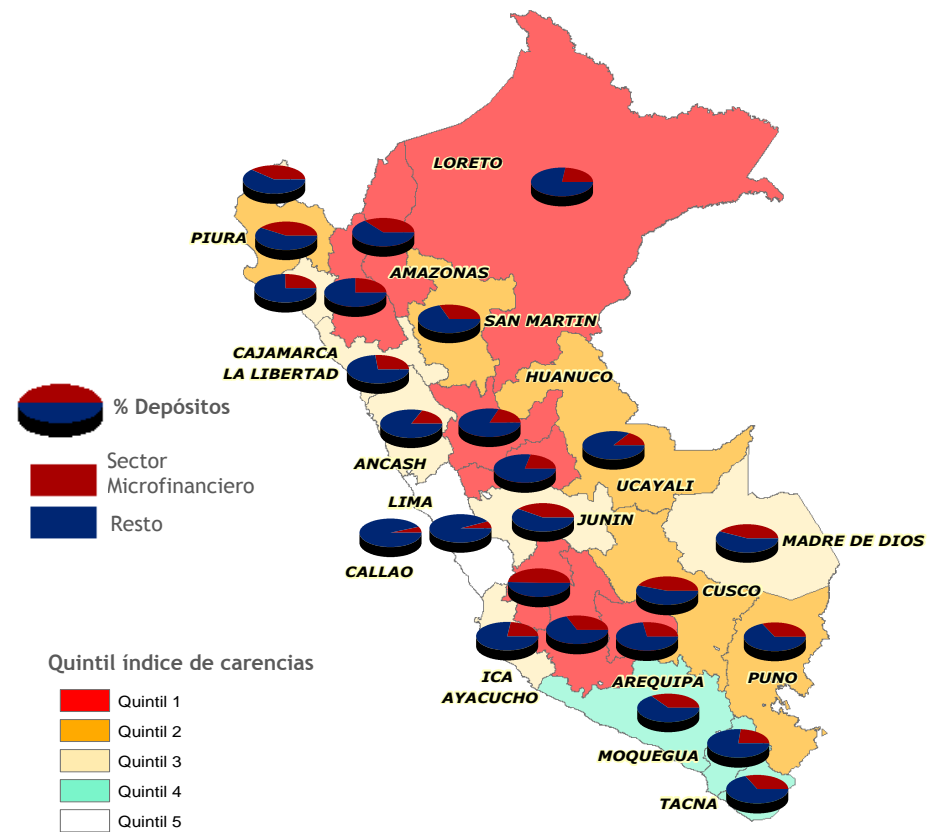 LORETO
PIURA
AMAZONAS
SAN MARTIN
CAJAMARCA
LA LIBERTAD
HUANUCO
% Depósitos
ANCASH
Sector
Microfinanciero
UCAYALI
LIMA
Resto
JUNIN
MADRE DE DIOS
CALLAO
CUSCO
Quintil índice de carencias
ICA
AREQUIPA
PUNO
AYACUCHO
Quintil 1
Quintil 2
MOQUEGUA
Quintil 3
Quintil 4
TACNA
Quintil 5